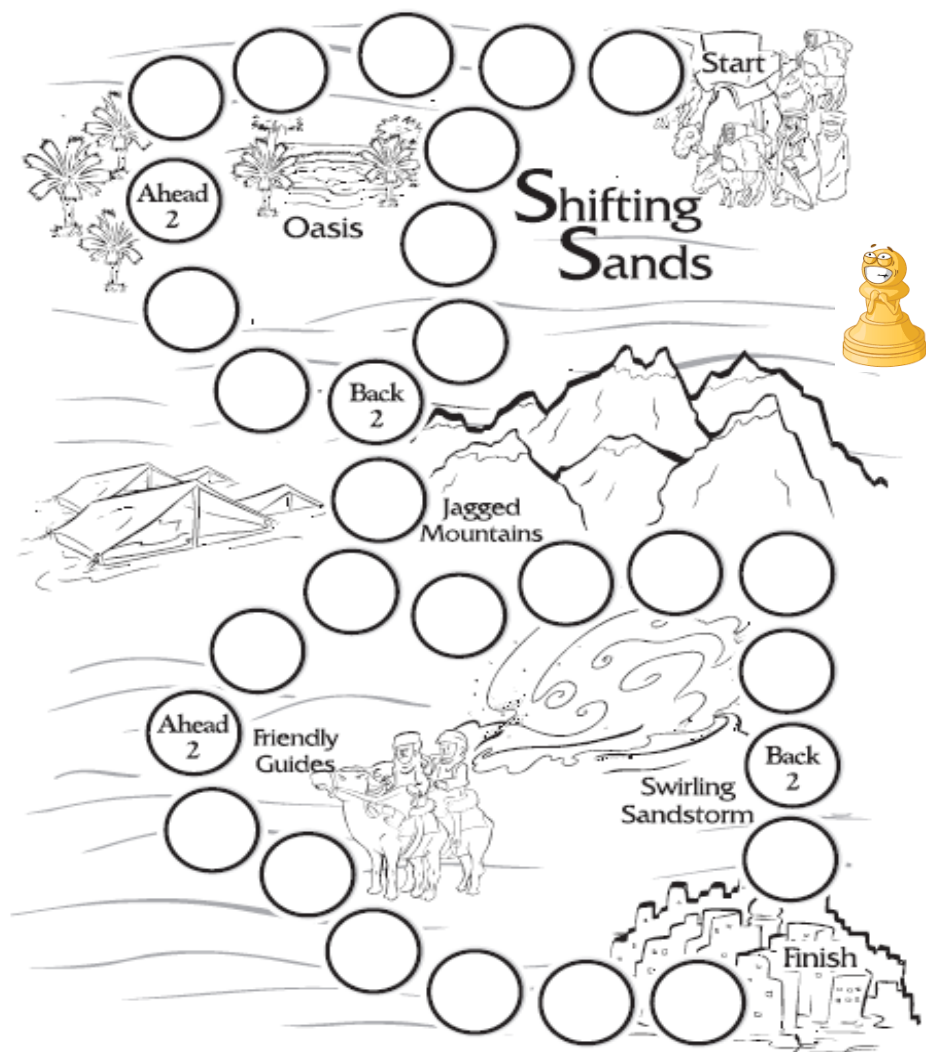 Start
Shifting
Sands
Ahead
2
Oasis
Back
2
Jagged
Mountains
Ahead
2
Friendly
Guides
Back
2
Swirling
Sandstorm
Finish